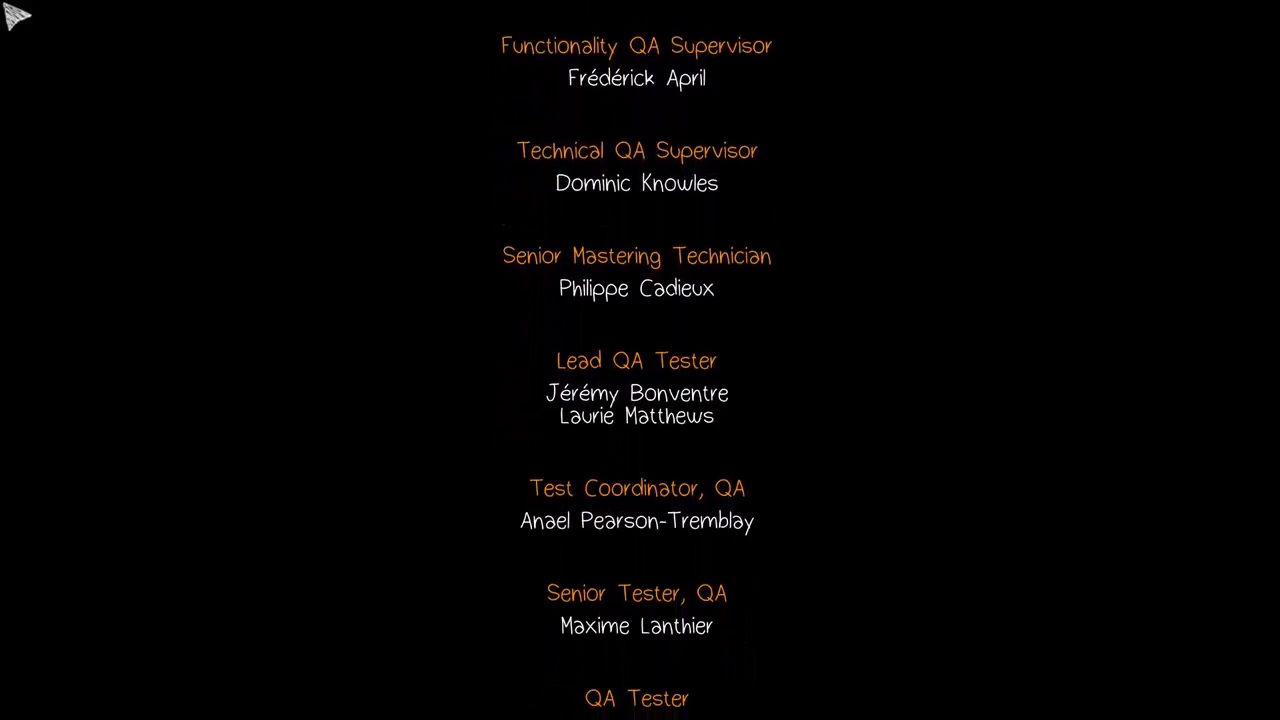 Functionality QA Supervisor
Frédérick April
Technical QA Supervisor
Dominic Knowles
Senior Mastering Technician
Philippe Cadieux
Lead QA Tester
Jérémy Bonventre
Laurie Matthews
Test Coordinator, QA
Anael Pearson-Tremblay
Senior Tester, QA
Maxime Lanthier
QA Tester